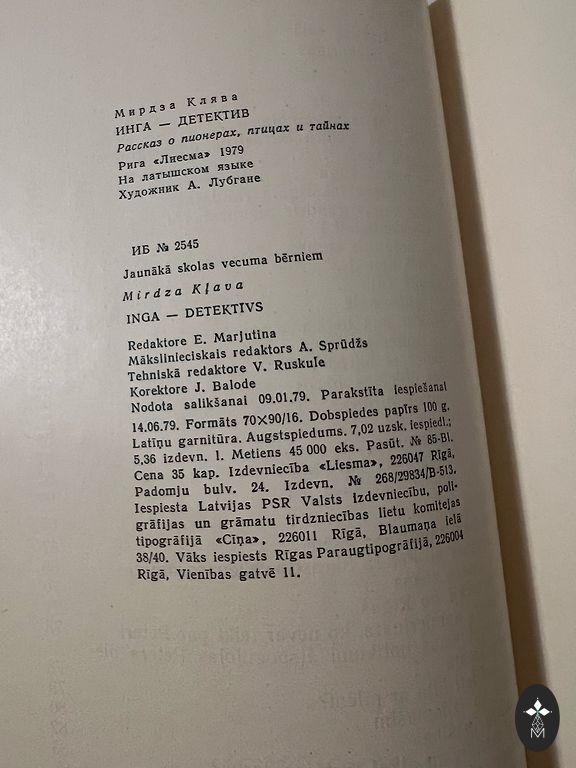 Мирдза Клява
ИНГА — ДЕТЕКТИВ
Рассказ о пионерах, птицах и тайнах
Рига «Лиесма» 1979
На латышском языке
Художник А. Лубгане
ИБ № 2545
Jaunākā skolas vecuma bērniem
Mirdza Kļava
INGA — DETEKTĪVS
Redaktore E. Marjutina
Mākslinieciskais redaktors A. Sprūdžs
Tehniskā redaktore V. Ruskuļe
Korektore J. Balode
Nodota salikšanai 09.01.79. Parakstīta iespiešanai
14.06.79. Formāts 70×90/16. Dobspiedes papīrs 100 g.
Latīņu garnitūra. Augstspiedums. 7,02 uzsk. iespiedl.;
5,36 izdevn. l. Metiens 45 000 eks. Pasūt. № 85-Bl.
Cena 35 kap. Izdevniecība «Liesma», 226047 Rīgā,
Padomju bulv. 24. Izdevn. № 268/29834/B-513.
Iespiesta Latvijas PSR Valsts izdevniecību, poli-
grāfijas un grāmatu tirdzniecības lietu komitejas
tipogrāfijā «Cīņa», 226011 Rīgā, Blaumaņa ielā
38/40. Vāks iespiests Rīgas Paraugtipogrāfijā, 226004
Rīgā, Vienības gatvē 11.
M